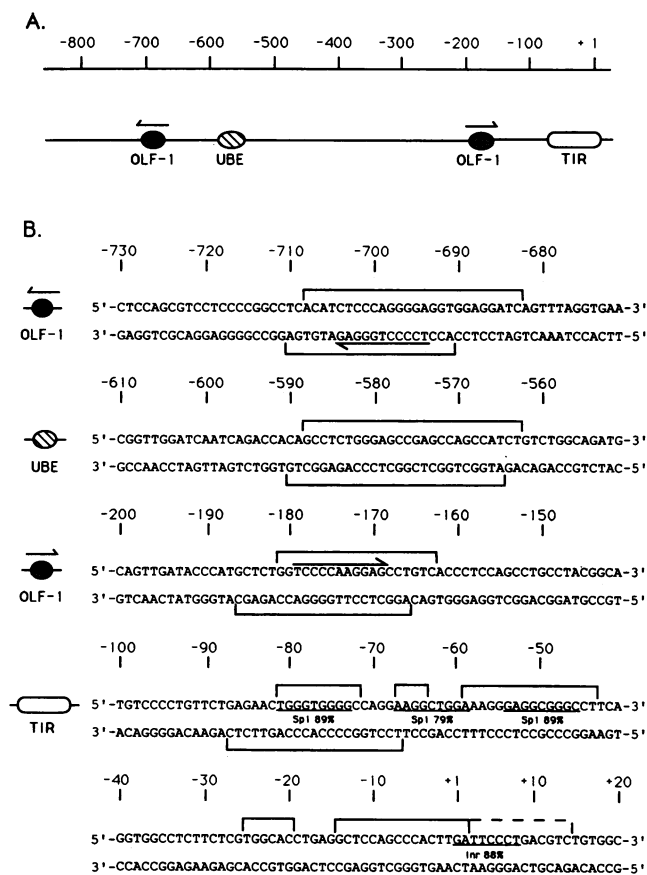 A.
-800 -700 -600 -500 -400 -300 -200 -100 +1
OLF-1 UBE OLF-1 TIR
B.
-730 -720 -710 -700 -690 -680
5'-CTCCAGCGTCCTCCCCGGCCTCACATCTCCCAGGGGAGGTGGAGGATCAGTTTAGGTGAA-3'
OLF-1
3'-GAGGTCGCAGGAGGGGCCGGAGTGTAGAGGGTCCCCTCCACCTCCTAGTCAAATCCACTT-5'
-610 -600 -590 -580 -570 -560
5'-CGGTTGGATCAATCAGACCACAGCCTCTGGGAGCCGAGCCAGCCATCTGTCTGGCAGATG-3'
UBE
3'-GCCAACCTAGTTAGTCTGGTGTCGGAGACCCTCGGCTCGGTCGGTAGACAGACCGTCTAC-5'
-200 -190 -180 -170 -160 -150
5'-CAGTTGATACCCATGCTCTGGTCCCCAAGGAGCCTGTCACCCTCCAGCCTGCCTACGGCA-3'
OLF-1
3'-GTCAACTATGGGTACGAGACCAGGGGTTCCTCGGACAGTGGGAGGTCGGACGGATGCCGT-5'
-100 -90 -80 -70 -60 -50
5'-TGTCCCCTGTTCTGAGAACTGGGTGGGGCCAGGAAGGCTGGAAAGGGAGGCGGGCCTTCA-3'
Sp1 89% Sp1 79% Sp1 89%
TIR
3'-ACAGGGGACAAGACTCTTGACCCACCCCGGTCCTTCCGACCTTTCCCTCCGCCCGGAAGT-5'
-40 -30 -20 -10 +1 +10 +20
5'-GGTGGCCTCTTCTCGTGGCACCTGAGGCTCCAGCCCACTTGATTCCCTGACGTCTGTGGC-3'
Inr 88%
3'-CCACCGGAGAAGAGCACCGTGGACTCCGAGGTCGGGTGAACTAAGGGACTGCAGACACCG-5'